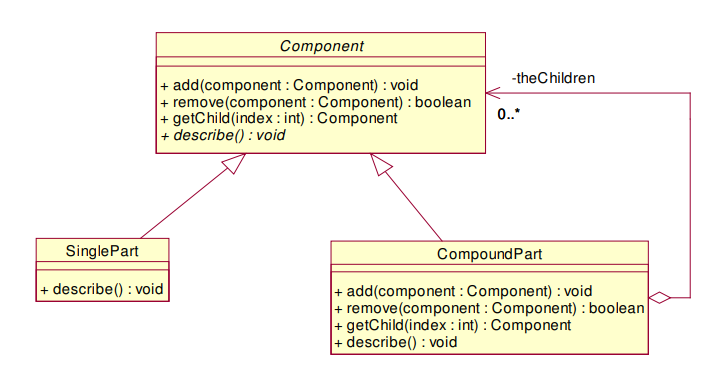 Component
+ add(component : Component) : void
+ remove(component : Component) : boolean
+ getChild(index : int) : Component
+ describe() : void
-theChildren
0..*
SinglePart
+ describe() : void
CompoundPart
+ add(component : Component) : void
+ remove(component : Component) : boolean
+ getChild(index : int) : Component
+ describe() : void